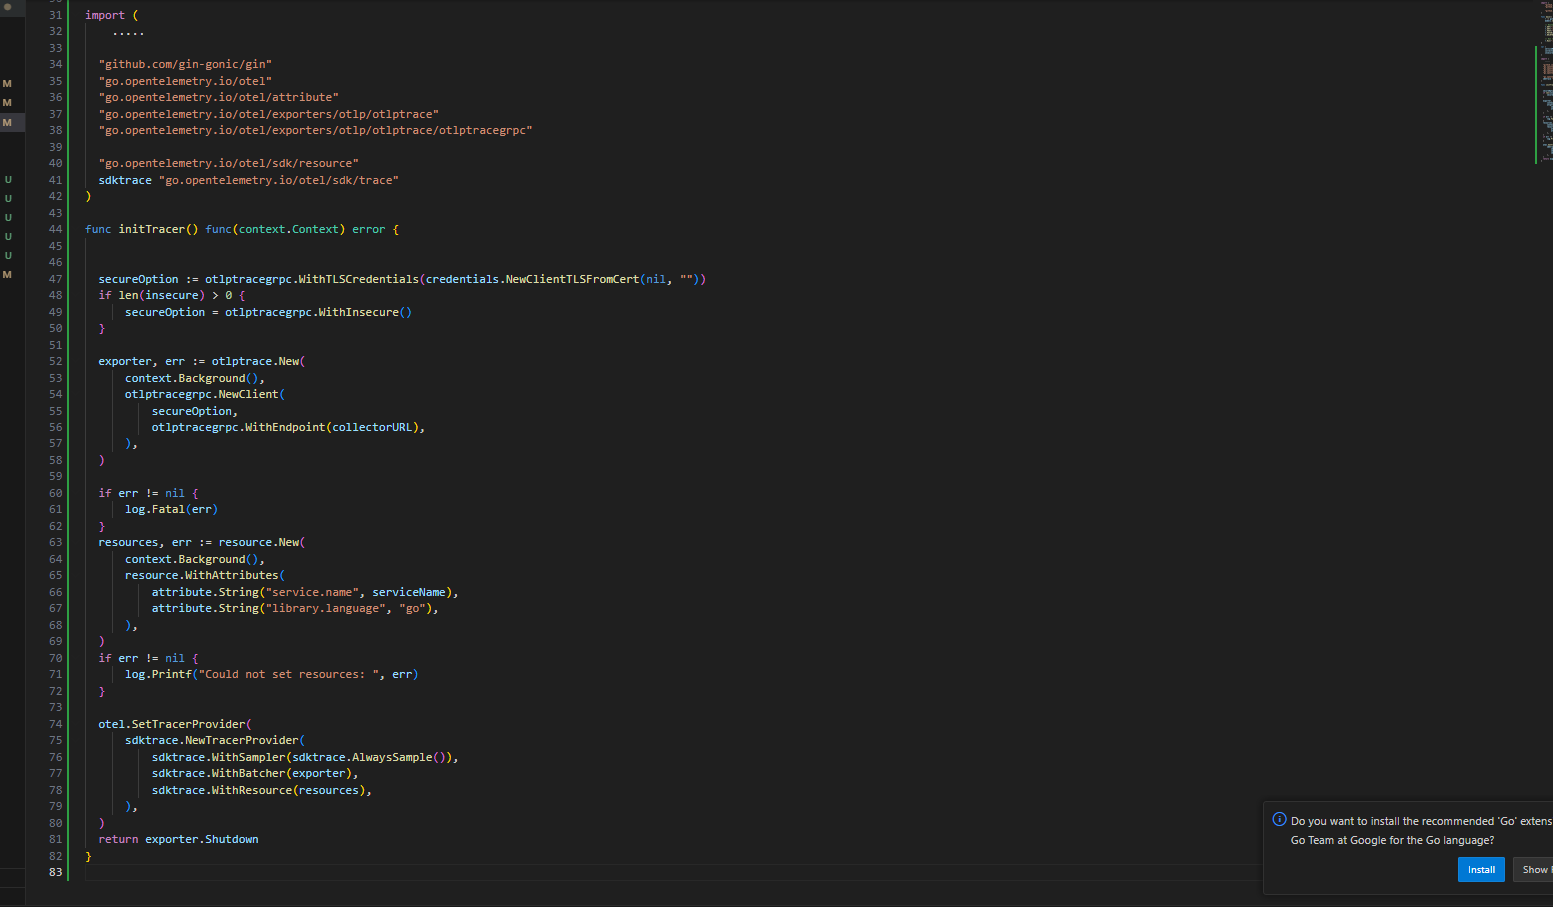 31 import (
32 .....
33
34 "github.com/gin-gonic/gin"
M 35 "go.opentelemetry.io/otel"
M 36 "go.opentelemetry.io/otel/attribute"
37 "go.opentelemetry.io/otel/exporters/otlp/otlptrace"
M 38 "go.opentelemetry.io/otel/exporters/otlp/otlptrace/otlptracegrpc"
39
40 "go.opentelemetry.io/otel/sdk/resource"
U 41 sdktrace "go.opentelemetry.io/otel/sdk/trace"
U 42 )
U 43
44 func initTracer() func(context.Context) error {
U 45
U 46
M 47 secureOption := otlptracegrpc.WithTLSCredentials(credentials.NewClientTLSFromCert(nil, ""))
48 if len(insecure) > 0 {
49 secureOption = otlptracegrpc.WithInsecure()
50 }
51
52 exporter, err := otlptrace.New(
53 context.Background(),
54 otlptracegrpc.NewClient(
55 secureOption,
56 otlptracegrpc.WithEndpoint(collectorURL),
57 ),
58 )
59
60 if err != nil {
61 log.Fatal(err)
62 }
63 resources, err := resource.New(
64 context.Background(),
65 resource.WithAttributes(
66 attribute.String("service.name", serviceName),
67 attribute.String("library.language", "go"),
68 ),
69 )
70 if err != nil {
71 log.Printf("Could not set resources: ", err)
72 }
73
74 otel.SetTracerProvider(
75 sdktrace.NewTracerProvider(
76 sdktrace.WithSampler(sdktrace.AlwaysSample()),
77 sdktrace.WithBatcher(exporter),
78 sdktrace.WithResource(resources),
79 ),
80 )
81 return exporter.Shutdown
82 }
83
Do you want to install the recommended 'Go' extens
Go Team at Google for the Go language?
Install
Show